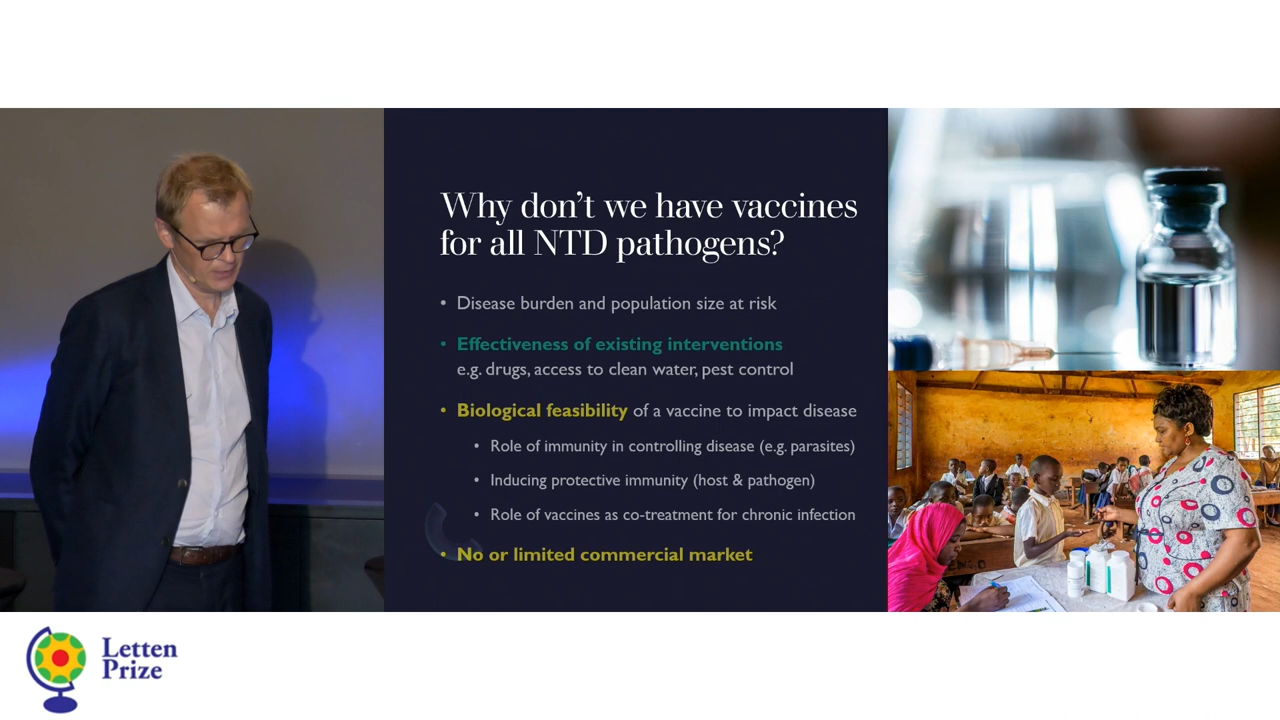 Why don't we have vaccines
for all NTD pathogens?
• Disease burden and population size at risk
• Effectiveness of existing interventions
e.g. drugs, access to clean water, pest control
• Biological feasibility of a vaccine to impact disease
• Role of immunity in controlling disease (e.g. parasites)
• Inducing protective immunity (host & pathogen)
• Role of vaccines as co-treatment for chronic infection
• No or limited commercial market
Letten
Prize